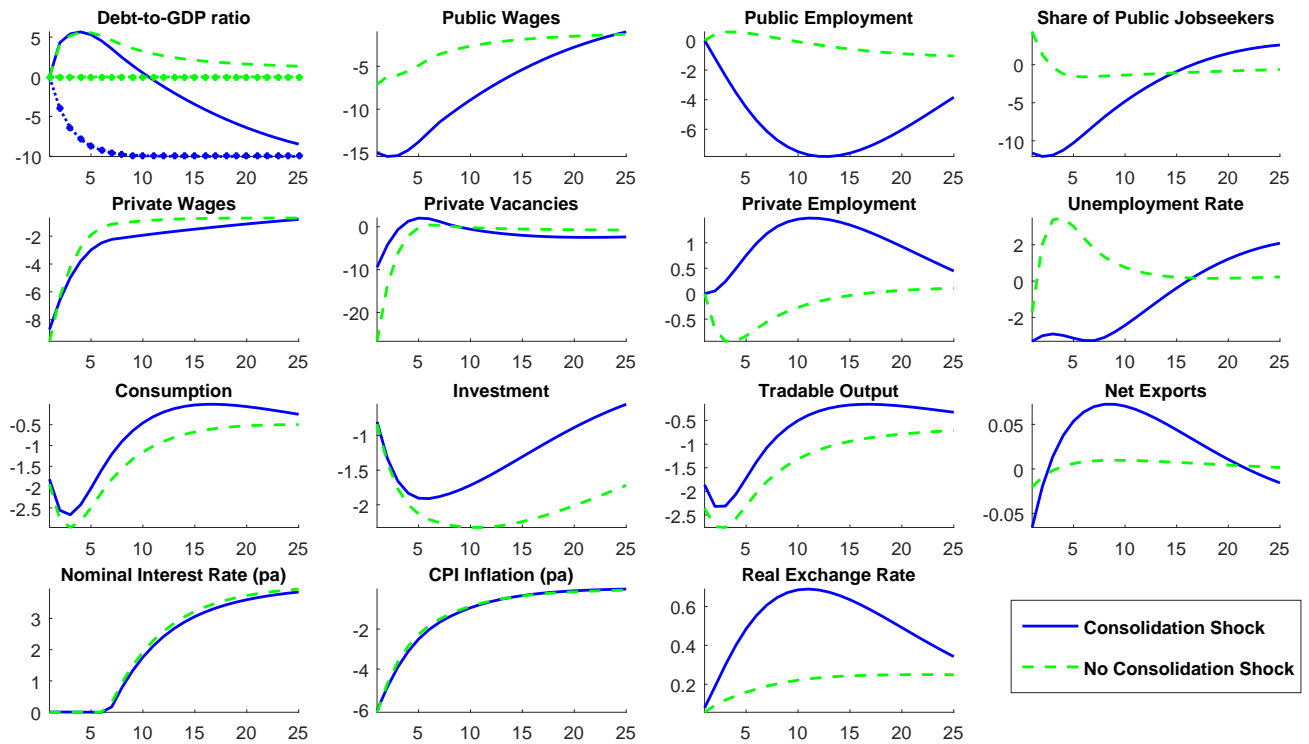 Debt-to-GDP ratio
5
0
-5
-10
5 10 15 20 25
Public Wages
-5
-10
-15
5 10 15 20 25
Public Employment
0
-2
-4
-6
5 10 15 20 25
Share of Public Jobseekers
0
-5
-10
5 10 15 20 25
Private Wages
-2
-4
-6
-8
5 10 15 20 25
Private Vacancies
0
-10
-20
5 10 15 20 25
Private Employment
1
0.5
0
-0.5
5 10 15 20 25
Unemployment Rate
2
0
-2
5 10 15 20 25
Consumption
-0.5
-1
-1.5
-2
-2.5
5 10 15 20 25
Investment
-1
-1.5
-2
5 10 15 20 25
Tradable Output
-0.5
-1
-1.5
-2
-2.5
5 10 15 20 25
Net Exports
0.05
0
-0.05
5 10 15 20 25
Nominal Interest Rate (pa)
3
2
1
0
5 10 15 20 25
CPI Inflation (pa)
-2
-4
-6
5 10 15 20 25
Real Exchange Rate
0.6
0.4
0.2
5 10 15 20 25
Consolidation Shock
No Consolidation Shock